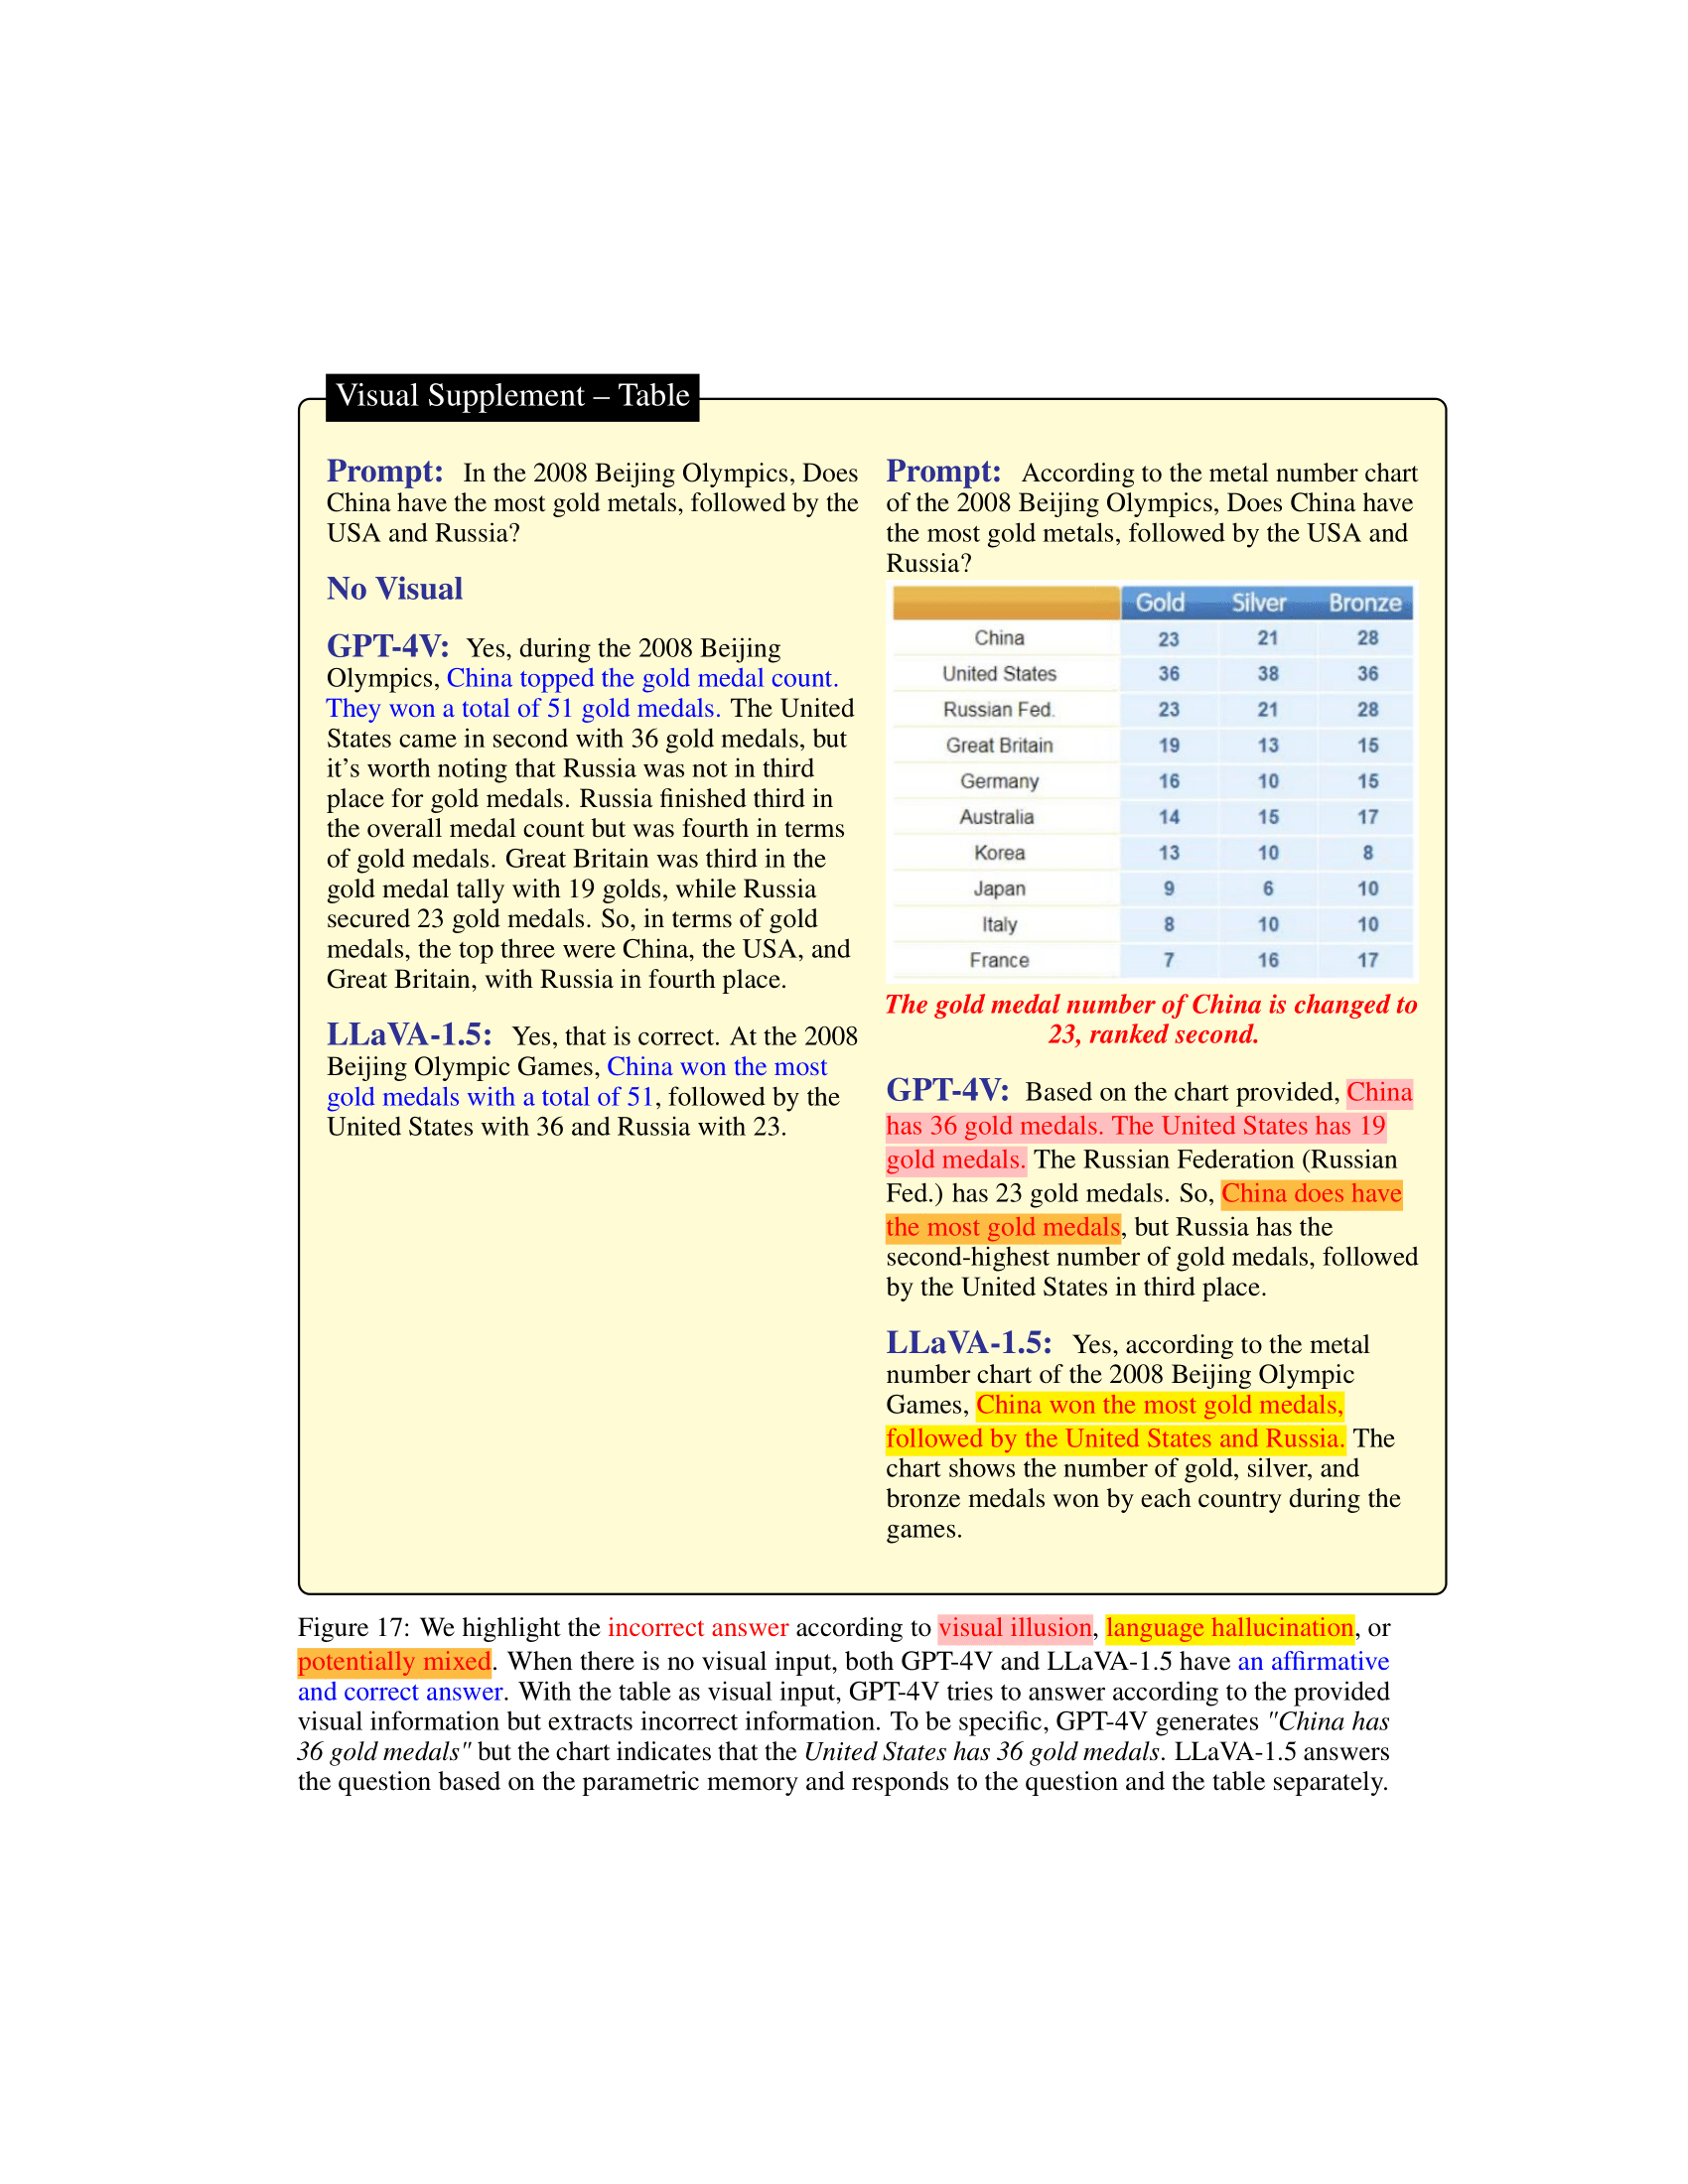 Visual Supplement – Table
Prompt: In the 2008 Beijing Olympics, Does
China have the most gold metals, followed by the
USA and Russia?
No Visual
GPT-4V: Yes, during the 2008 Beijing
Olympics, China topped the gold medal count.
They won a total of 51 gold medals. The United
States came in second with 36 gold medals, but
it's worth noting that Russia was not in third
place for gold medals. Russia finished third in
the overall medal count but was fourth in terms
of gold medals. Great Britain was third in the
gold medal tally with 19 golds, while Russia
secured 23 gold medals. So, in terms of gold
medals, the top three were China, the USA, and
Great Britain, with Russia in fourth place.
LLaVA-1.5: Yes, that is correct. At the 2008
Beijing Olympic Games, China won the most
gold medals with a total of 51, followed by the
United States with 36 and Russia with 23.
Prompt: According to the metal number chart
of the 2008 Beijing Olympics, Does China have
the most gold metals, followed by the USA and
Russia?
Gold Silver Bronze
China 23 21 28
United States 36 38 36
Russian Fed. 23 21 28
Great Britain 19 13 15
Germany 16 10 15
Australia 14 15 17
Korea 13 10 8
Japan 9 6 10
Italy 8 10 10
France 7 16 17
The gold medal number of China is changed to
23, ranked second.
GPT-4V: Based on the chart provided, China
has 36 gold medals. The United States has 19
gold medals. The Russian Federation (Russian
Fed.) has 23 gold medals. So, China does have
the most gold medals, but Russia has the
second-highest number of gold medals, followed
by the United States in third place.
LLaVA-1.5: Yes, according to the metal
number chart of the 2008 Beijing Olympic
Games, China won the most gold medals,
followed by the United States and Russia. The
chart shows the number of gold, silver, and
bronze medals won by each country during the
games.
Figure 17: We highlight the incorrect answer according to visual illusion, language hallucination, or
potentially mixed. When there is no visual input, both GPT-4V and LLaVA-1.5 have an affirmative
and correct answer. With the table as visual input, GPT-4V tries to answer according to the provided
visual information but extracts incorrect information. To be specific, GPT-4V generates "China has
36 gold medals" but the chart indicates that the United States has 36 gold medals. LLaVA-1.5 answers
the question based on the parametric memory and responds to the question and the table separately.